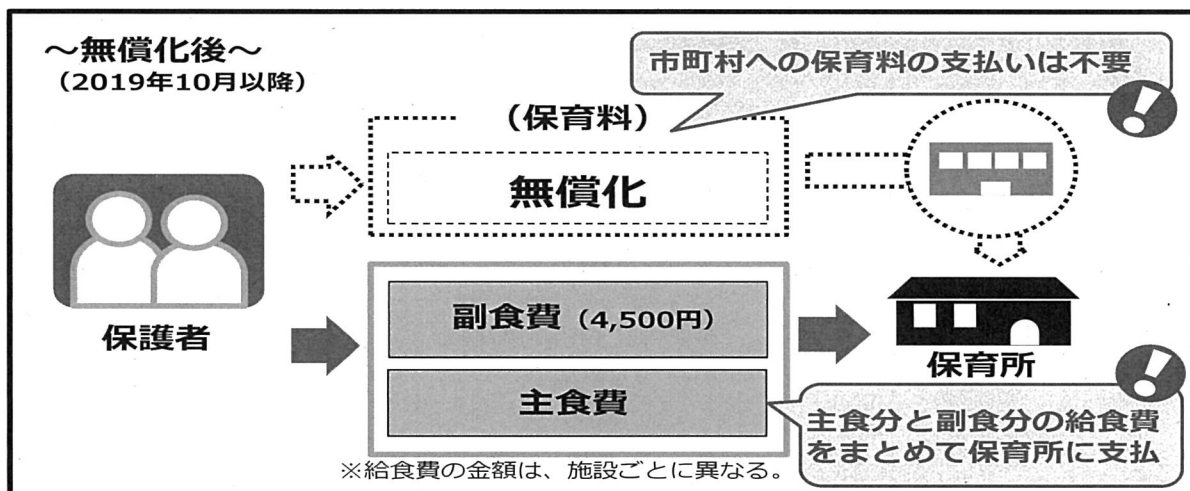 ～無償化後～
（2019年10月以降）
市町村への保育料の支払いは不要
（保育料）
無償化
保護者
副食費（4,500円）
主食費
保育所
主食分と副食分の給食費
をまとめて保育所に支払
※給食費の金額は、施設ごとに異なる。